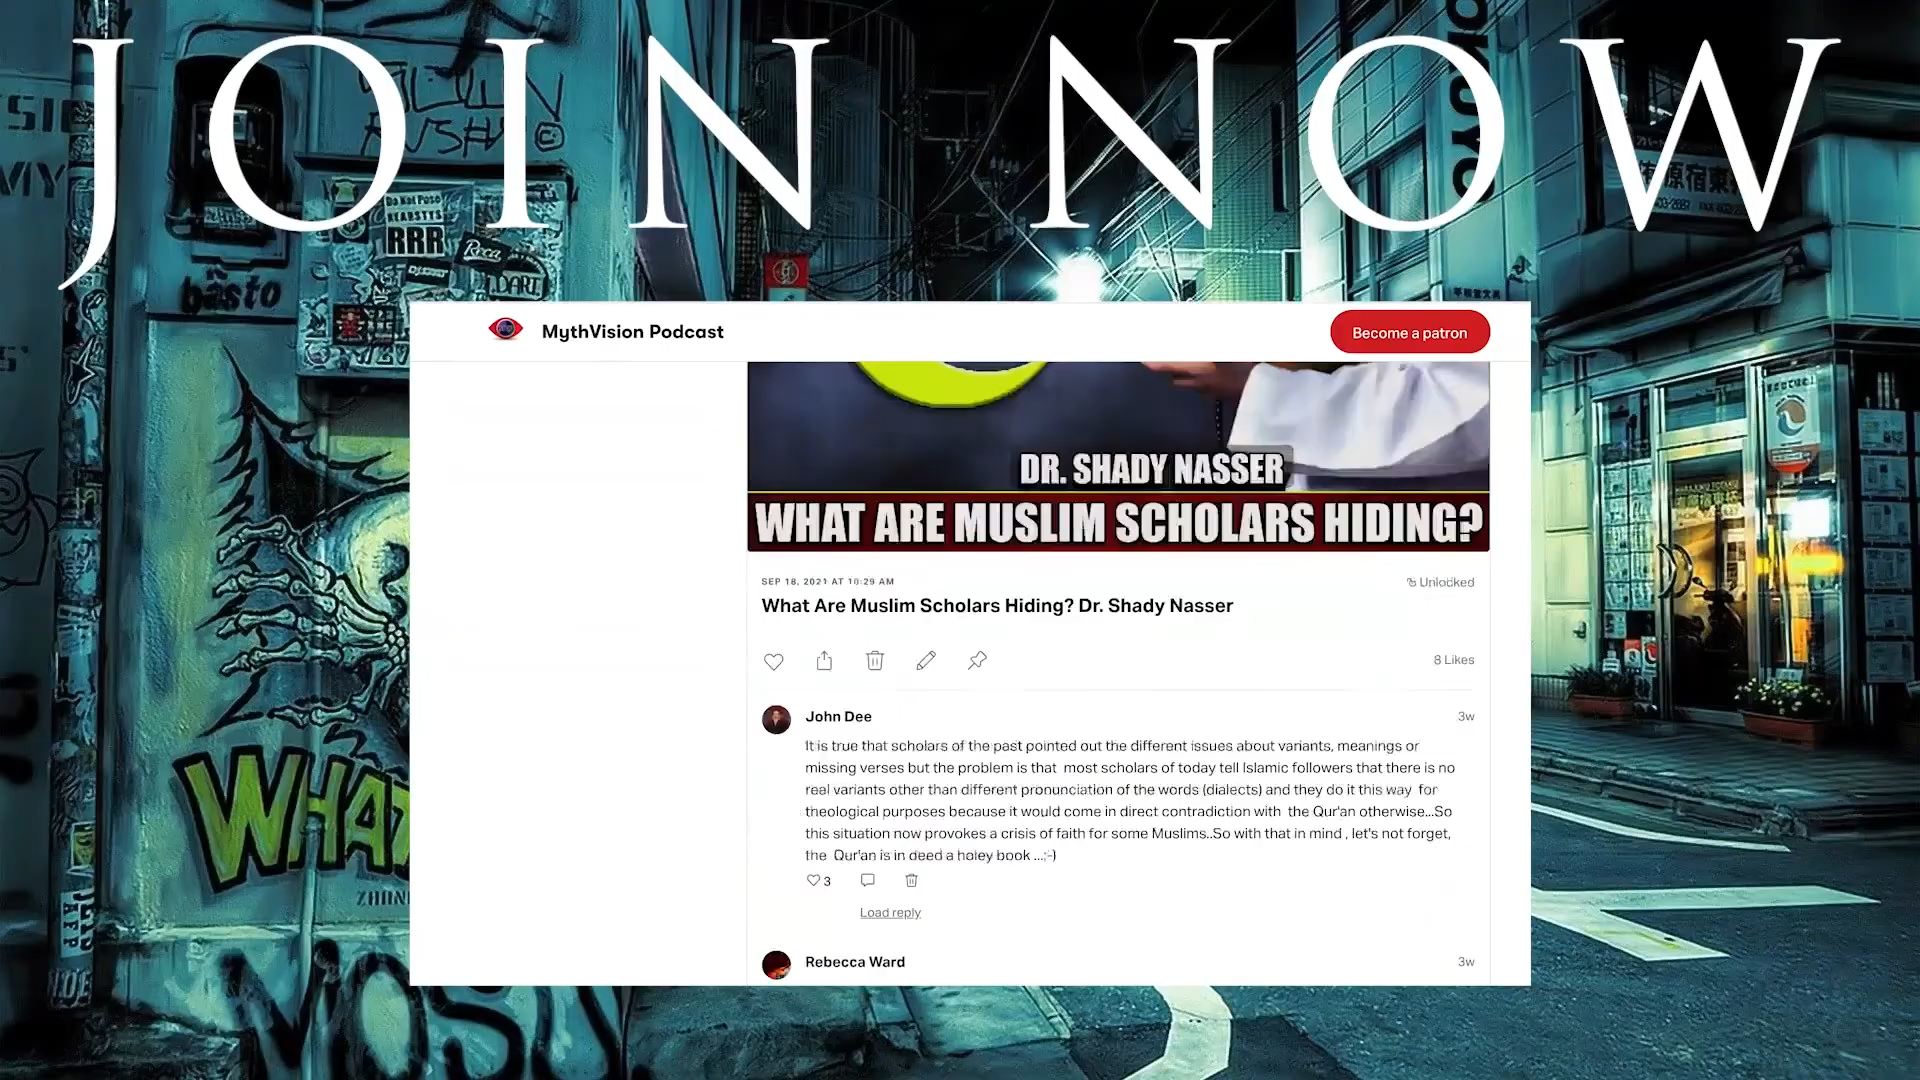 JOIN NOW
basto
Do Not Pose
RRR
DART
WHAT
MythVision Podcast
Become a patron
DR. SHADY NASSER
WHAT ARE MUSLIM SCHOLARS HIDING?
SEP 18, 2021 AT 10:29 AM
Unlocked
What Are Muslim Scholars Hiding? Dr. Shady Nasser
8 Likes
John Dee
3w
It is true that scholars of the past pointed out the different issues about variants, meanings or
missing verses but the problem is that most scholars of today tell Islamic followers that there is no
real variants other than different pronunciation of the words (dialects) and they do it this way for
theological purposes because it would come in direct contradiction with the Qur'an otherwise...So
this situation now provokes a crisis of faith for some Muslims..So with that in mind , let's not forget,
the Qur'an is in deed a holey book ...;-)
3
Load reply
Rebecca Ward
3w